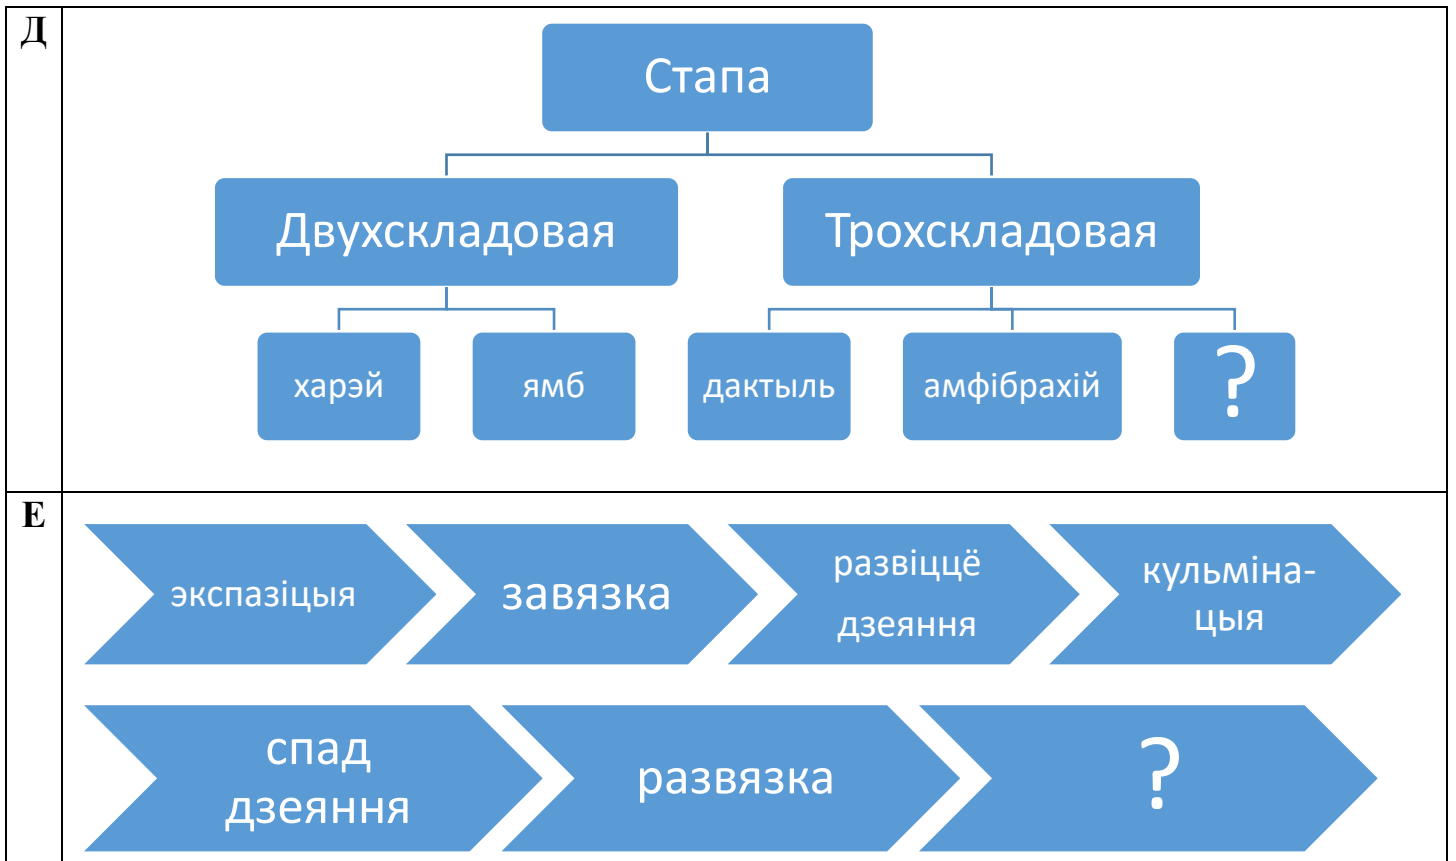 Д
Стапа
Двухскладовая
Трохскладовая
харэй
ямб
дактыль
амфібрахій
?
Е
экспазіцыя
завязка
развіццё
дзеяння
кульміна-
цыя
спад
дзеяння
развязка
?